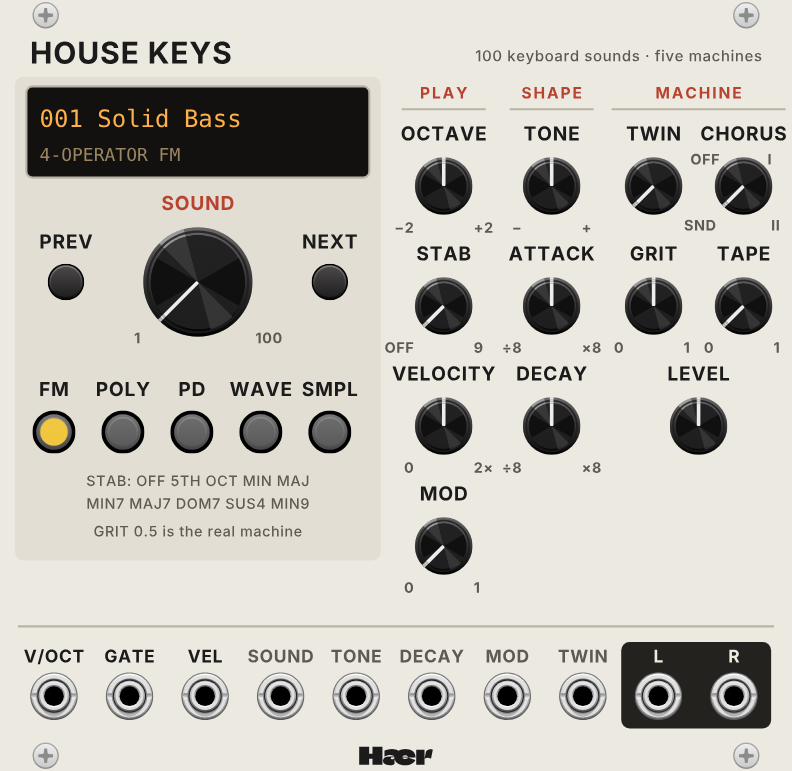 HOUSE KEYS
100 keyboard sounds · five machines
001 Solid Bass
4-OPERATOR FM
SOUND
PREV
NEXT
1
100
FM POLY PD WAVE SMPL
STAB: OFF 5TH OCT MIN MAJ
MIN7 MAJ7 DOM7 SUS4 MIN9
GRIT 0.5 is the real machine
PLAY SHAPE MACHINE
OCTAVE TONE TWIN CHORUS
OFF I
−2 +2 − + SND II
STAB ATTACK GRIT TAPE
OFF 9 ÷8 ×8 0 1 0 1
VELOCITY DECAY LEVEL
0 2× ÷8 ×8
MOD
0 1
V/OCT GATE VEL SOUND TONE DECAY MOD TWIN L R
Hær